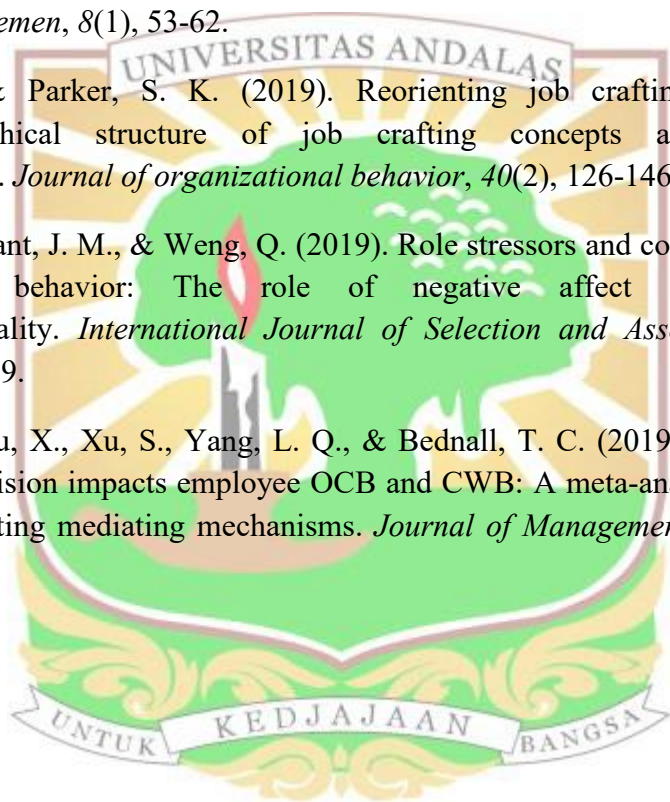 emen, 8(1), 53-62.
UNIVERSITAS ANDALAS
& Parker, S. K. (2019). Reorienting job craftin
hical structure of job crafting concepts a
. Journal of organizational behavior, 40(2), 126-146
ant, J. M., & Weng, Q. (2019). Role stressors and co
behavior: The role of negative affect
ality. International Journal of Selection and Ass
9.
u, X., Xu, S., Yang, L. Q., & Bednall, T. C. (2019
ision impacts employee OCB and CWB: A meta-ana
ting mediating mechanisms. Journal of Managemen
UNTUK KEDJAJAAN BANGSA